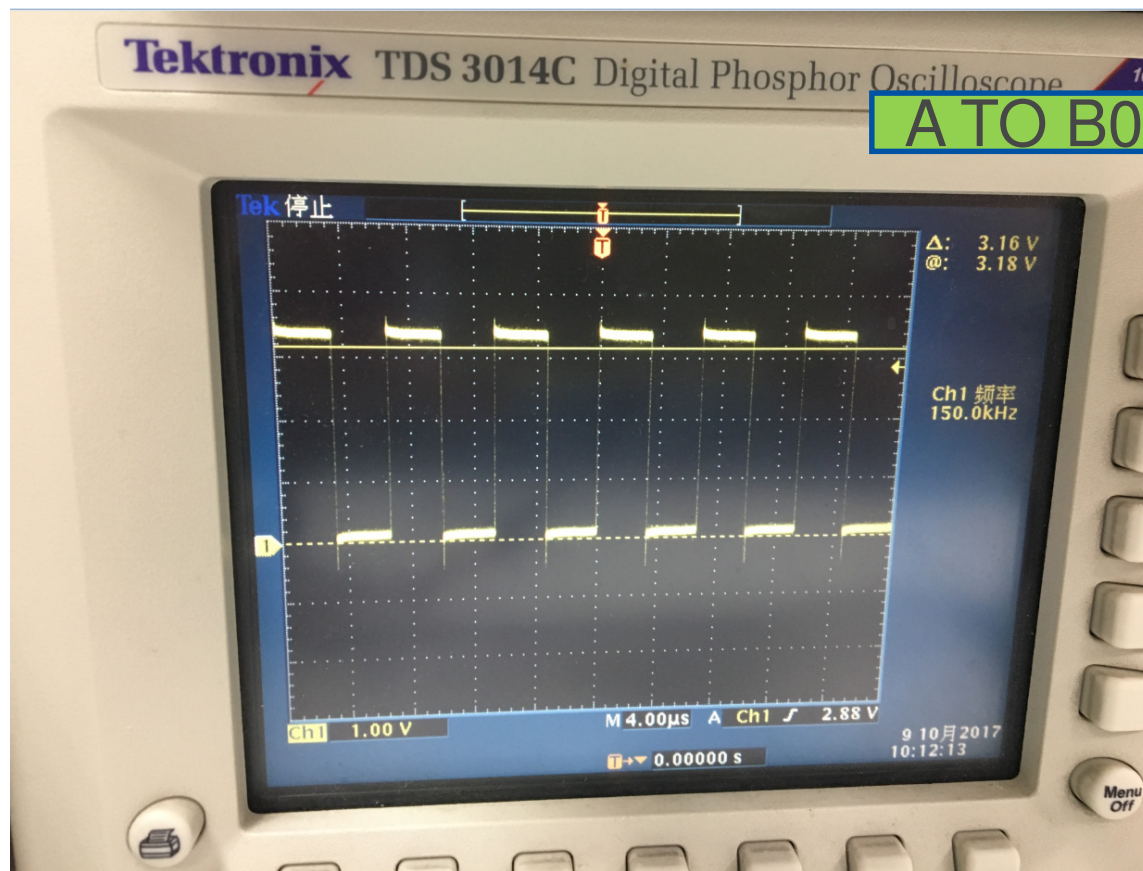 Tektronix TDS 3014C Digital Phosphor Oscilloscope
A TO B0
Tek 停止
T
T
Δ: 3.16 V
@: 3.18 V
Ch1 频率
150.0kHz
1
Ch1 1.00 V M 4.00µs A Ch1 2.88 V
9 10月 2017
10:12:13
T 0.00000 s
Menu
Off